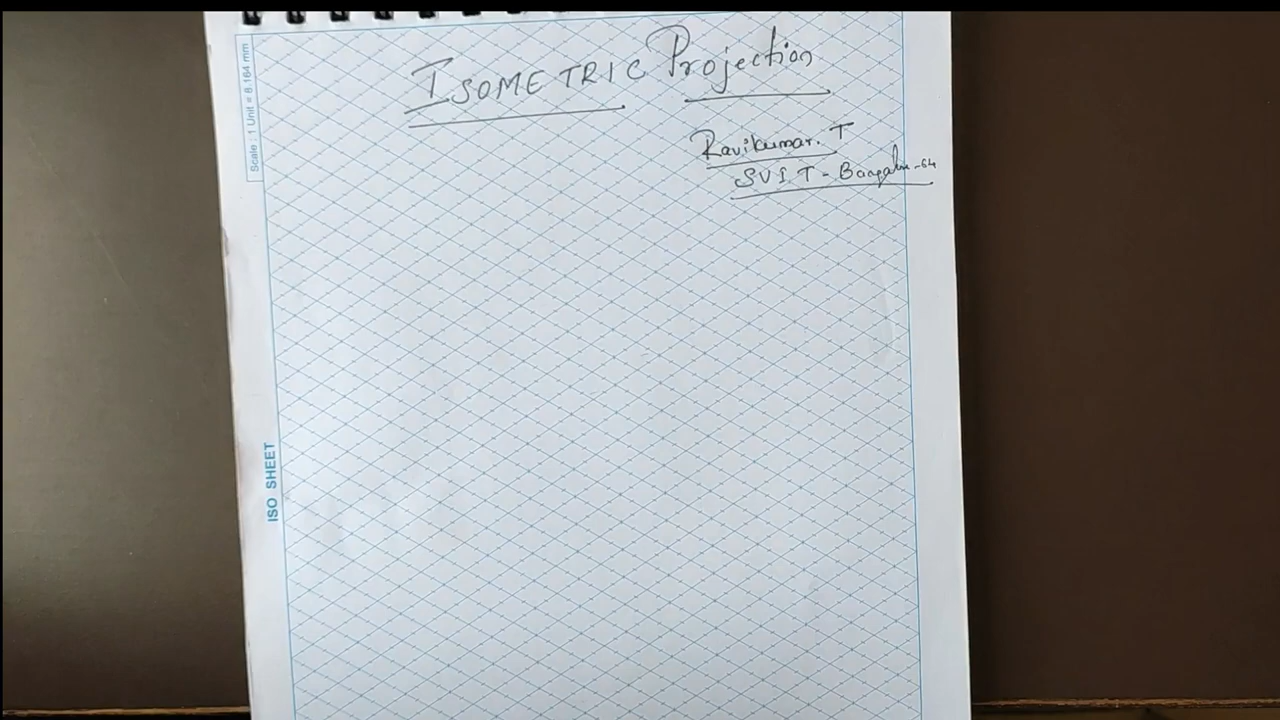 Scale : 1 Unit = 8.164 mm
ISOMETRIC Projection
Ravikumar. T
SVIT - Bangalore-64
ISO SHEET